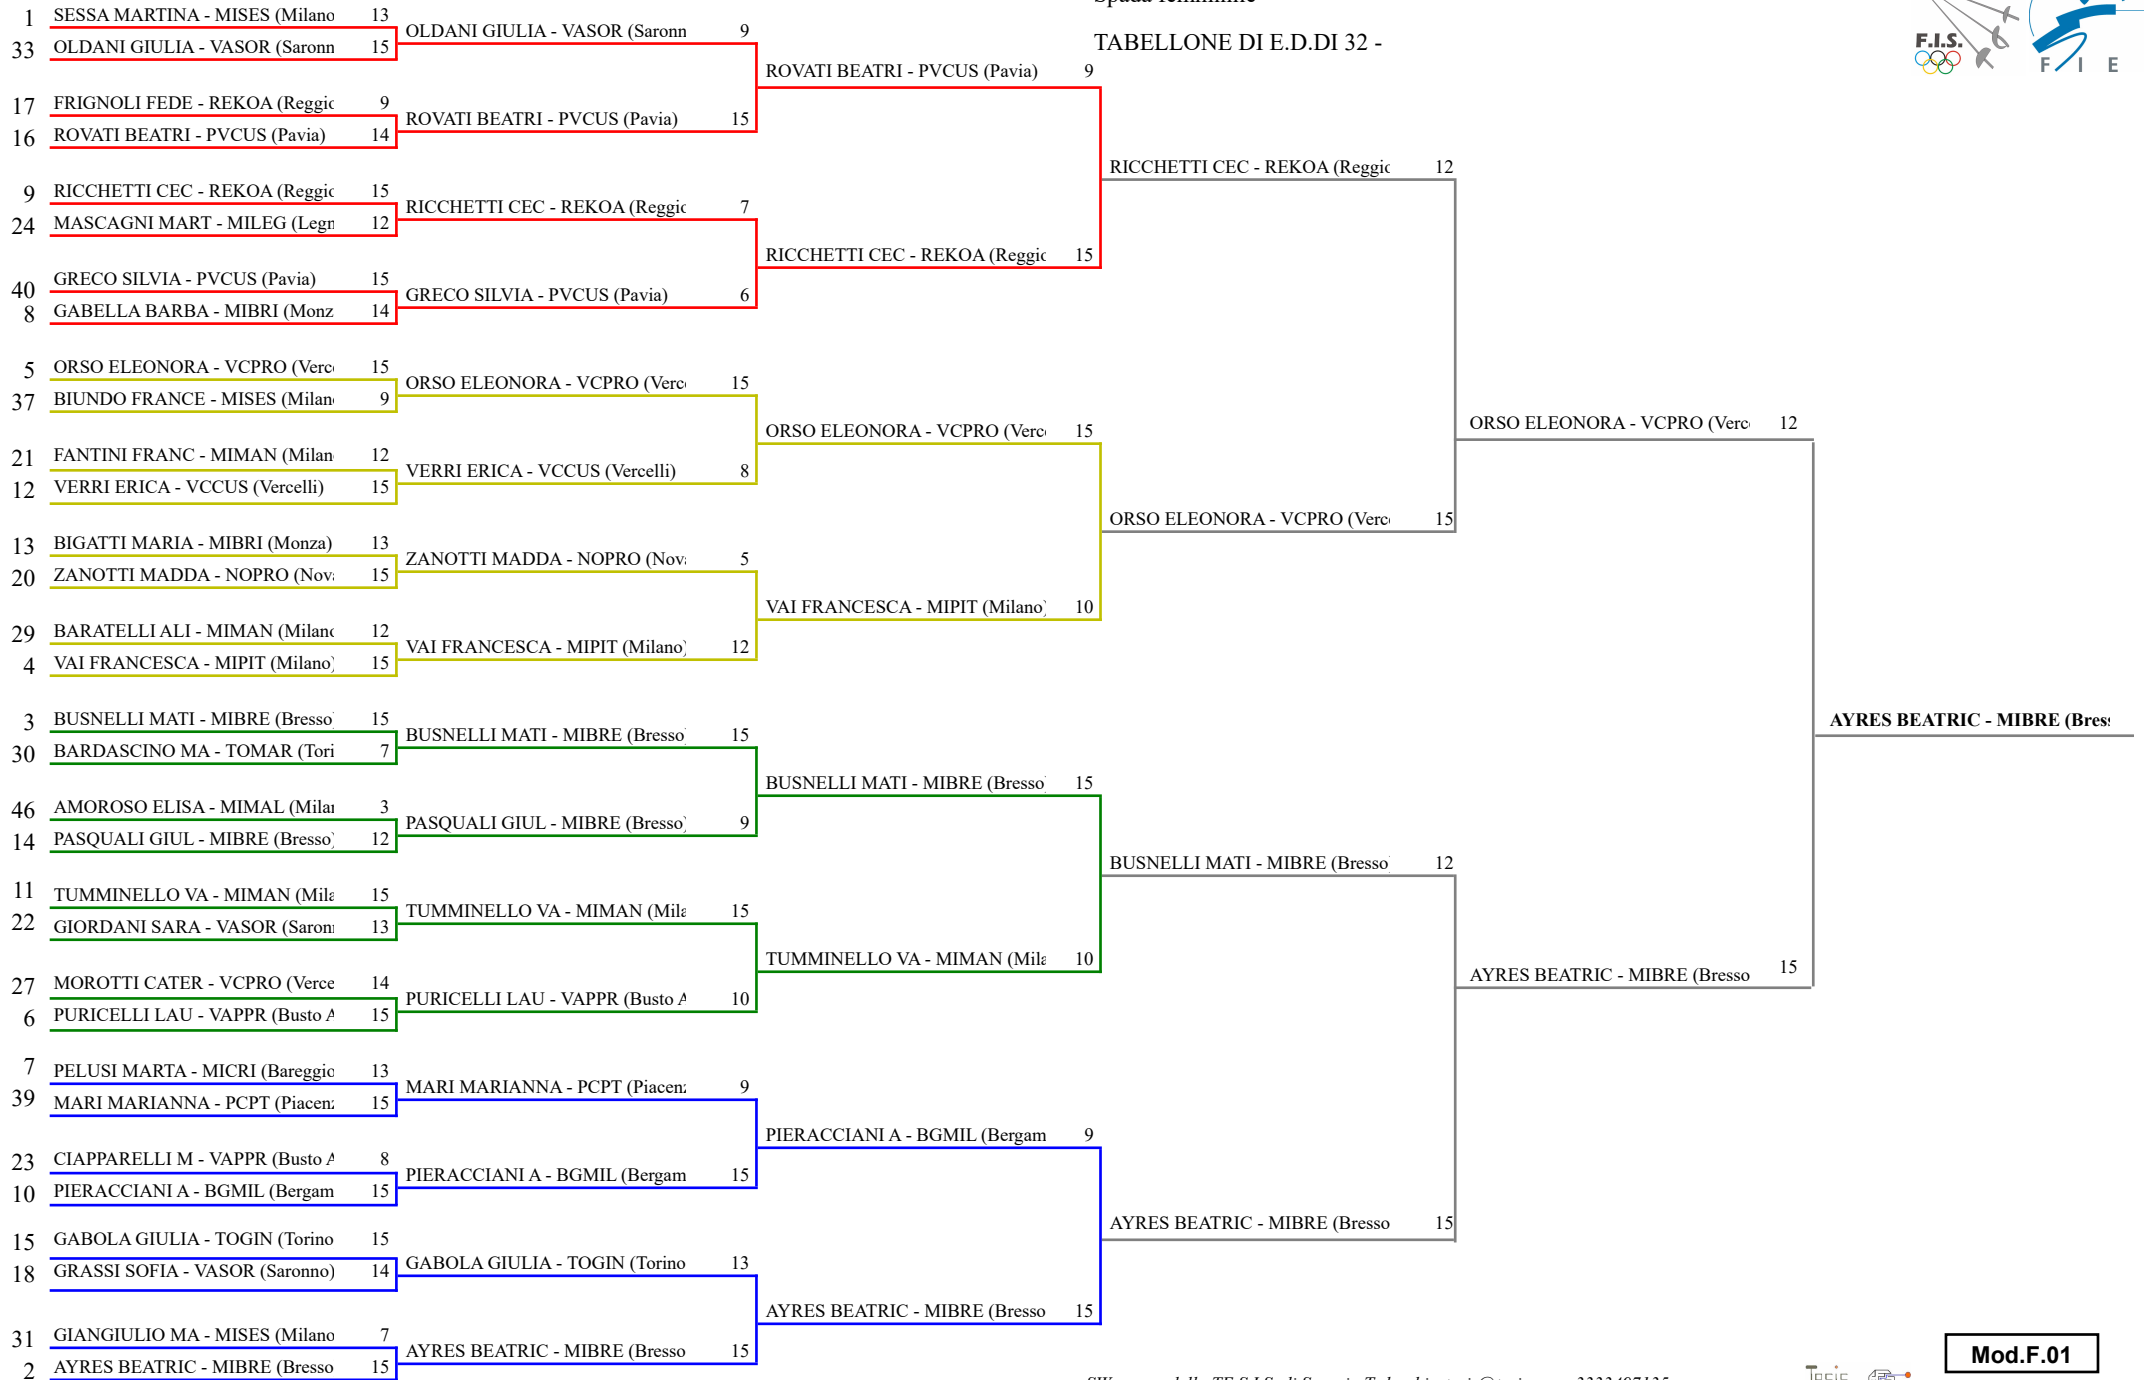 TABELLONE DI E.D.DI 32 -
F.I.S.
F I E
1 SESSA MARTINA - MISES (Milano 13
33 OLDANI GIULIA - VASOR (Saronn 15
17 FRIGNOLI FEDE - REKOA (Reggio 9
16 ROVATI BEATRI - PVCUS (Pavia) 14
9 RICCHETTI CEC - REKOA (Reggio 15
24 MASCAGNI MART - MILEG (Legn 12
40 GRECO SILVIA - PVCUS (Pavia) 15
8 GABELLA BARBA - MIBRI (Monz 14
5 ORSO ELEONORA - VCPRO (Verc 15
37 BIUNDO FRANCE - MISES (Milan 9
21 FANTINI FRANC - MIMAN (Milan 12
12 VERRI ERICA - VCCUS (Vercelli) 15
13 BIGATTI MARIA - MIBRI (Monza) 13
20 ZANOTTI MADDA - NOPRO (Nov 15
29 BARATELLI ALI - MIMAN (Milano 12
4 VAI FRANCESCA - MIPIT (Milano) 15
3 BUSNELLI MATI - MIBRE (Bresso) 15
30 BARDASCINO MA - TOMAR (Tori 7
46 AMOROSO ELISA - MIMAL (Milan 3
14 PASQUALI GIUL - MIBRE (Bresso) 12
11 TUMMINELLO VA - MIMAN (Mila 15
22 GIORDANI SARA - VASOR (Saron 13
27 MOROTTI CATER - VCPRO (Verce 14
6 PURICELLI LAU - VAPPR (Busto A 15
7 PELUSI MARTA - MICRI (Bareggio 13
39 MARI MARIANNA - PCPT (Piacen 15
23 CIAPPARELLI M - VAPPR (Busto A 8
10 PIERACCIANI A - BGMIL (Bergam 15
15 GABOLA GIULIA - TOGIN (Torino 15
18 GRASSI SOFIA - VASOR (Saronno) 14
31 GIANGIULIO MA - MISES (Milano 7
2 AYRES BEATRIC - MIBRE (Bresso 15
OLDANI GIULIA - VASOR (Saronn 9
ROVATI BEATRI - PVCUS (Pavia) 15
RICCHETTI CEC - REKOA (Reggio 7
GRECO SILVIA - PVCUS (Pavia) 6
ORSO ELEONORA - VCPRO (Verc 15
VERRI ERICA - VCCUS (Vercelli) 8
ZANOTTI MADDA - NOPRO (Nov 5
VAI FRANCESCA - MIPIT (Milano) 12
BUSNELLI MATI - MIBRE (Bresso) 15
PASQUALI GIUL - MIBRE (Bresso) 9
TUMMINELLO VA - MIMAN (Mila 15
PURICELLI LAU - VAPPR (Busto A 10
MARI MARIANNA - PCPT (Piacen 9
PIERACCIANI A - BGMIL (Bergam 15
GABOLA GIULIA - TOGIN (Torino 13
AYRES BEATRIC - MIBRE (Bresso 15
ROVATI BEATRI - PVCUS (Pavia) 9
RICCHETTI CEC - REKOA (Reggio 15
ORSO ELEONORA - VCPRO (Verc 15
VAI FRANCESCA - MIPIT (Milano) 10
BUSNELLI MATI - MIBRE (Bresso) 15
TUMMINELLO VA - MIMAN (Mila 10
PIERACCIANI A - BGMIL (Bergam 9
AYRES BEATRIC - MIBRE (Bresso 15
RICCHETTI CEC - REKOA (Reggio 12
ORSO ELEONORA - VCPRO (Verc 15
BUSNELLI MATI - MIBRE (Bresso) 12
AYRES BEATRIC - MIBRE (Bresso 15
ORSO ELEONORA - VCPRO (Verc 12
AYRES BEATRIC - MIBRE (Bresso 15
AYRES BEATRIC - MIBRE (Bres
Mod.F.01